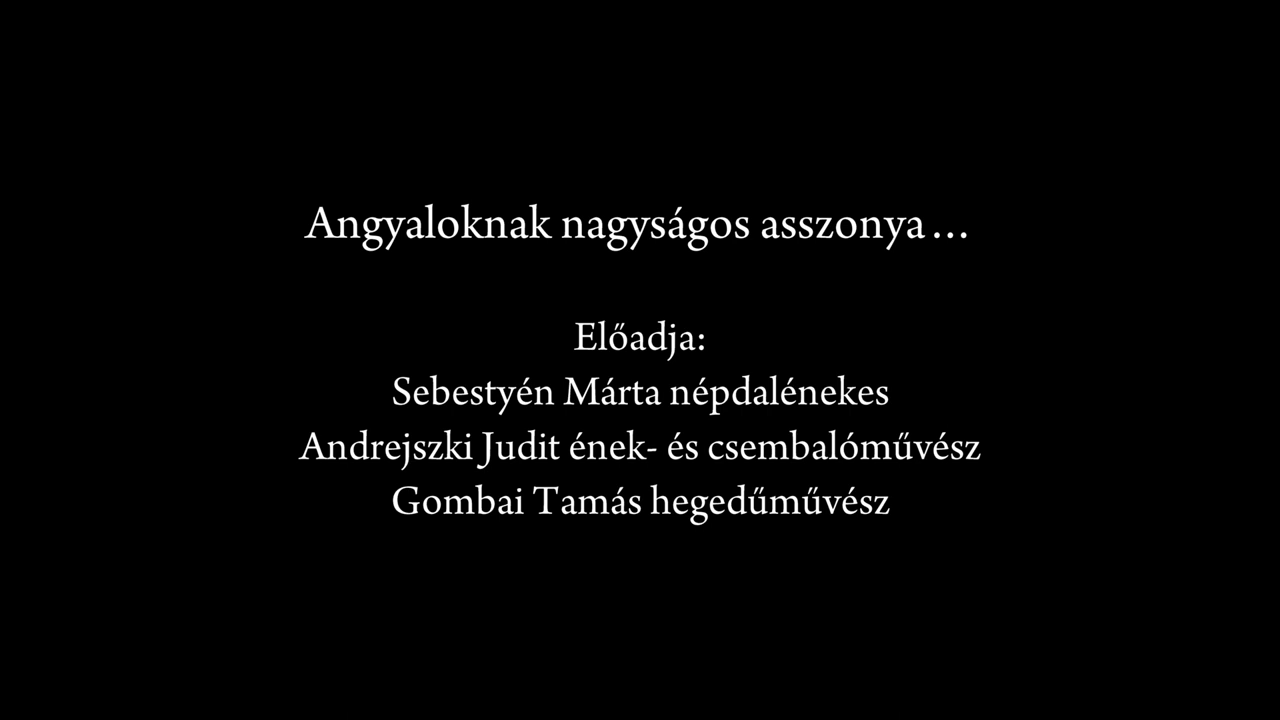 Angyaloknak nagyságos asszonya…
Előadja:
Sebestyén Márta népdalénekes
Andrejszki Judit ének- és csembalóművész
Gombai Tamás hegedűművész